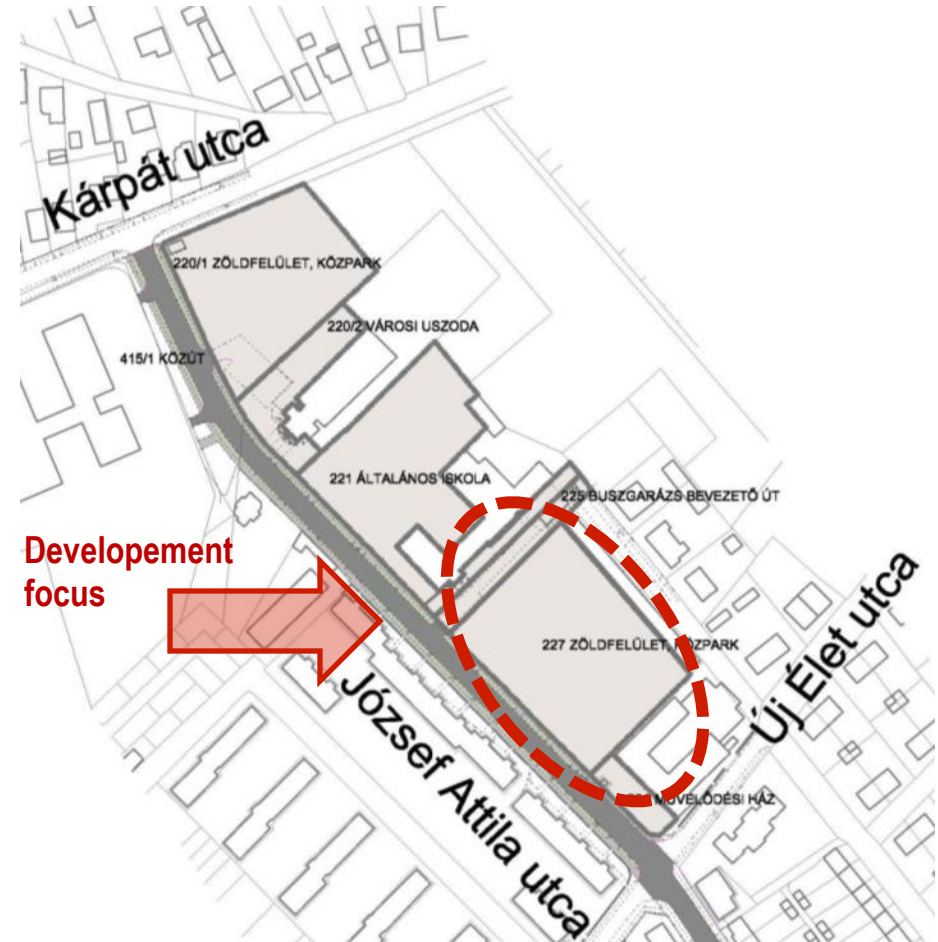 Kárpát utca
220/1 ZÖLDFELÜLET, KÖZPARK
220/2 VÁROSI USZODA
415/1 KÖZÚT
221 ÁLTALÁNOS ISKOLA
225 BUSZGARÁZS BEVEZETŐ ÚT
Developement
focus
227 ZÖLDFELÜLET, KÖZPARK
Új Élet utca
József Attila utca
MŰVELŐDÉSI HÁZ